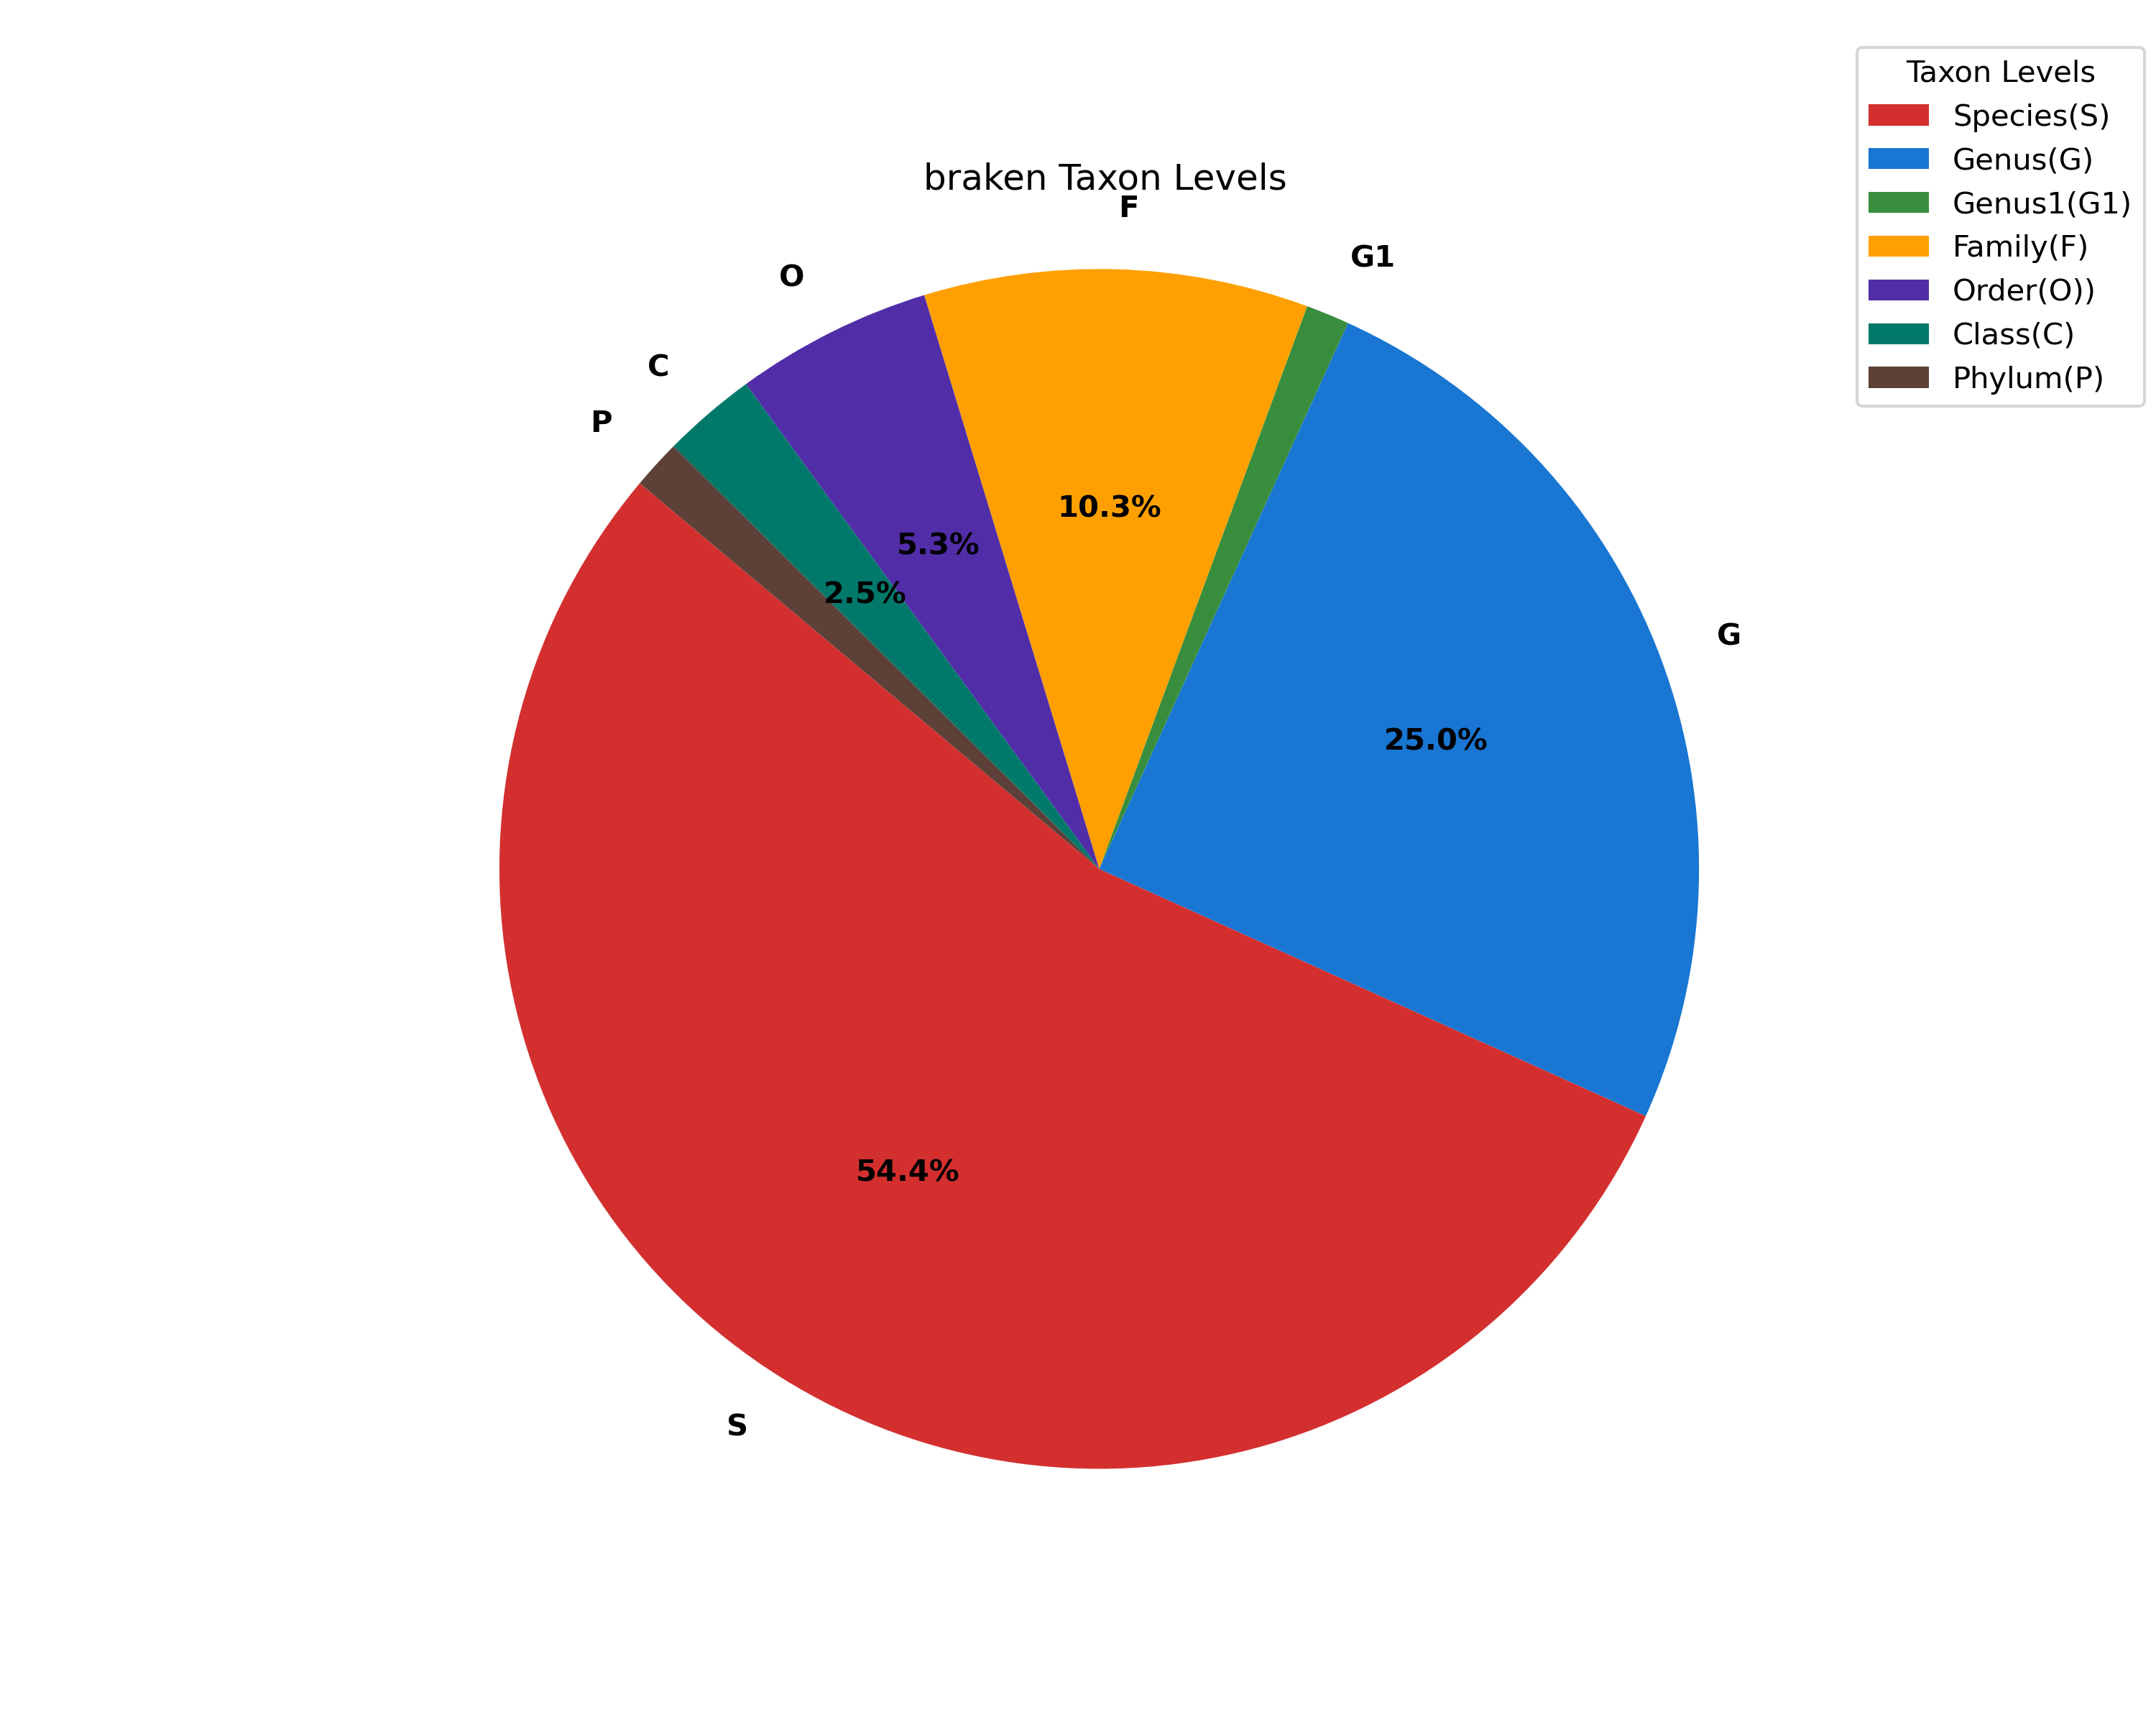 Taxon Levels
Species(S)
Genus(G)
Genus1(G1)
Family(F)
Order(O))
Class(C)
Phylum(P)
braken Taxon Levels
F
G1
O
C
P
G
10.3%
5.3%
2.5%
25.0%
54.4%
S